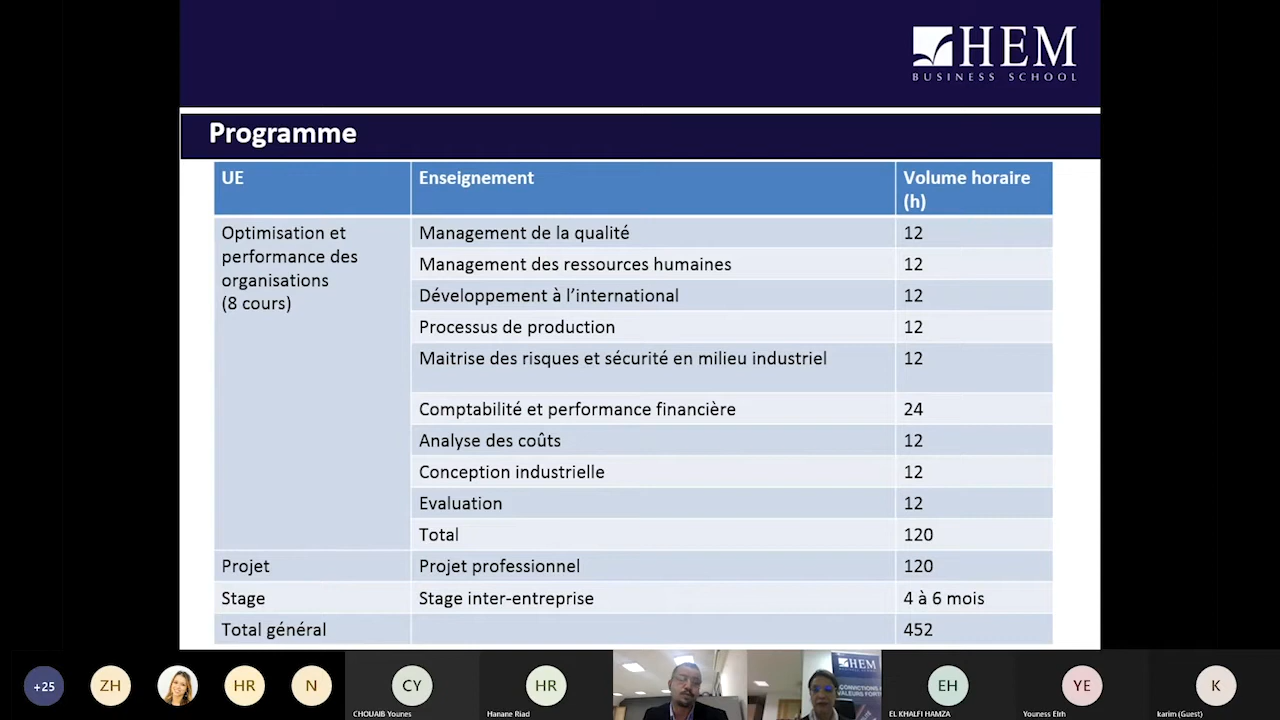 HEM
BUSINESS SCHOOL
Programme
UE
Enseignement
Volume horaire
(h)
Optimisation et
performance des
organisations
(8 cours)
Management de la qualité
12
Management des ressources humaines
12
Développement à l’international
12
Processus de production
12
Maitrise des risques et sécurité en milieu industriel
12
Comptabilité et performance financière
24
Analyse des coûts
12
Conception industrielle
12
Evaluation
12
Total
120
Projet
Projet professionnel
120
Stage
Stage inter-entreprise
4 à 6 mois
Total général
452
+25
ZH
HR
N
CY
CHOUAIB Younes
HR
Hanane Riad
HEM
CONVICTIONS
VALEURS FORT
EH
EL KHALFI HAMZA
YE
Youness Elrh
K
karim (Guest)